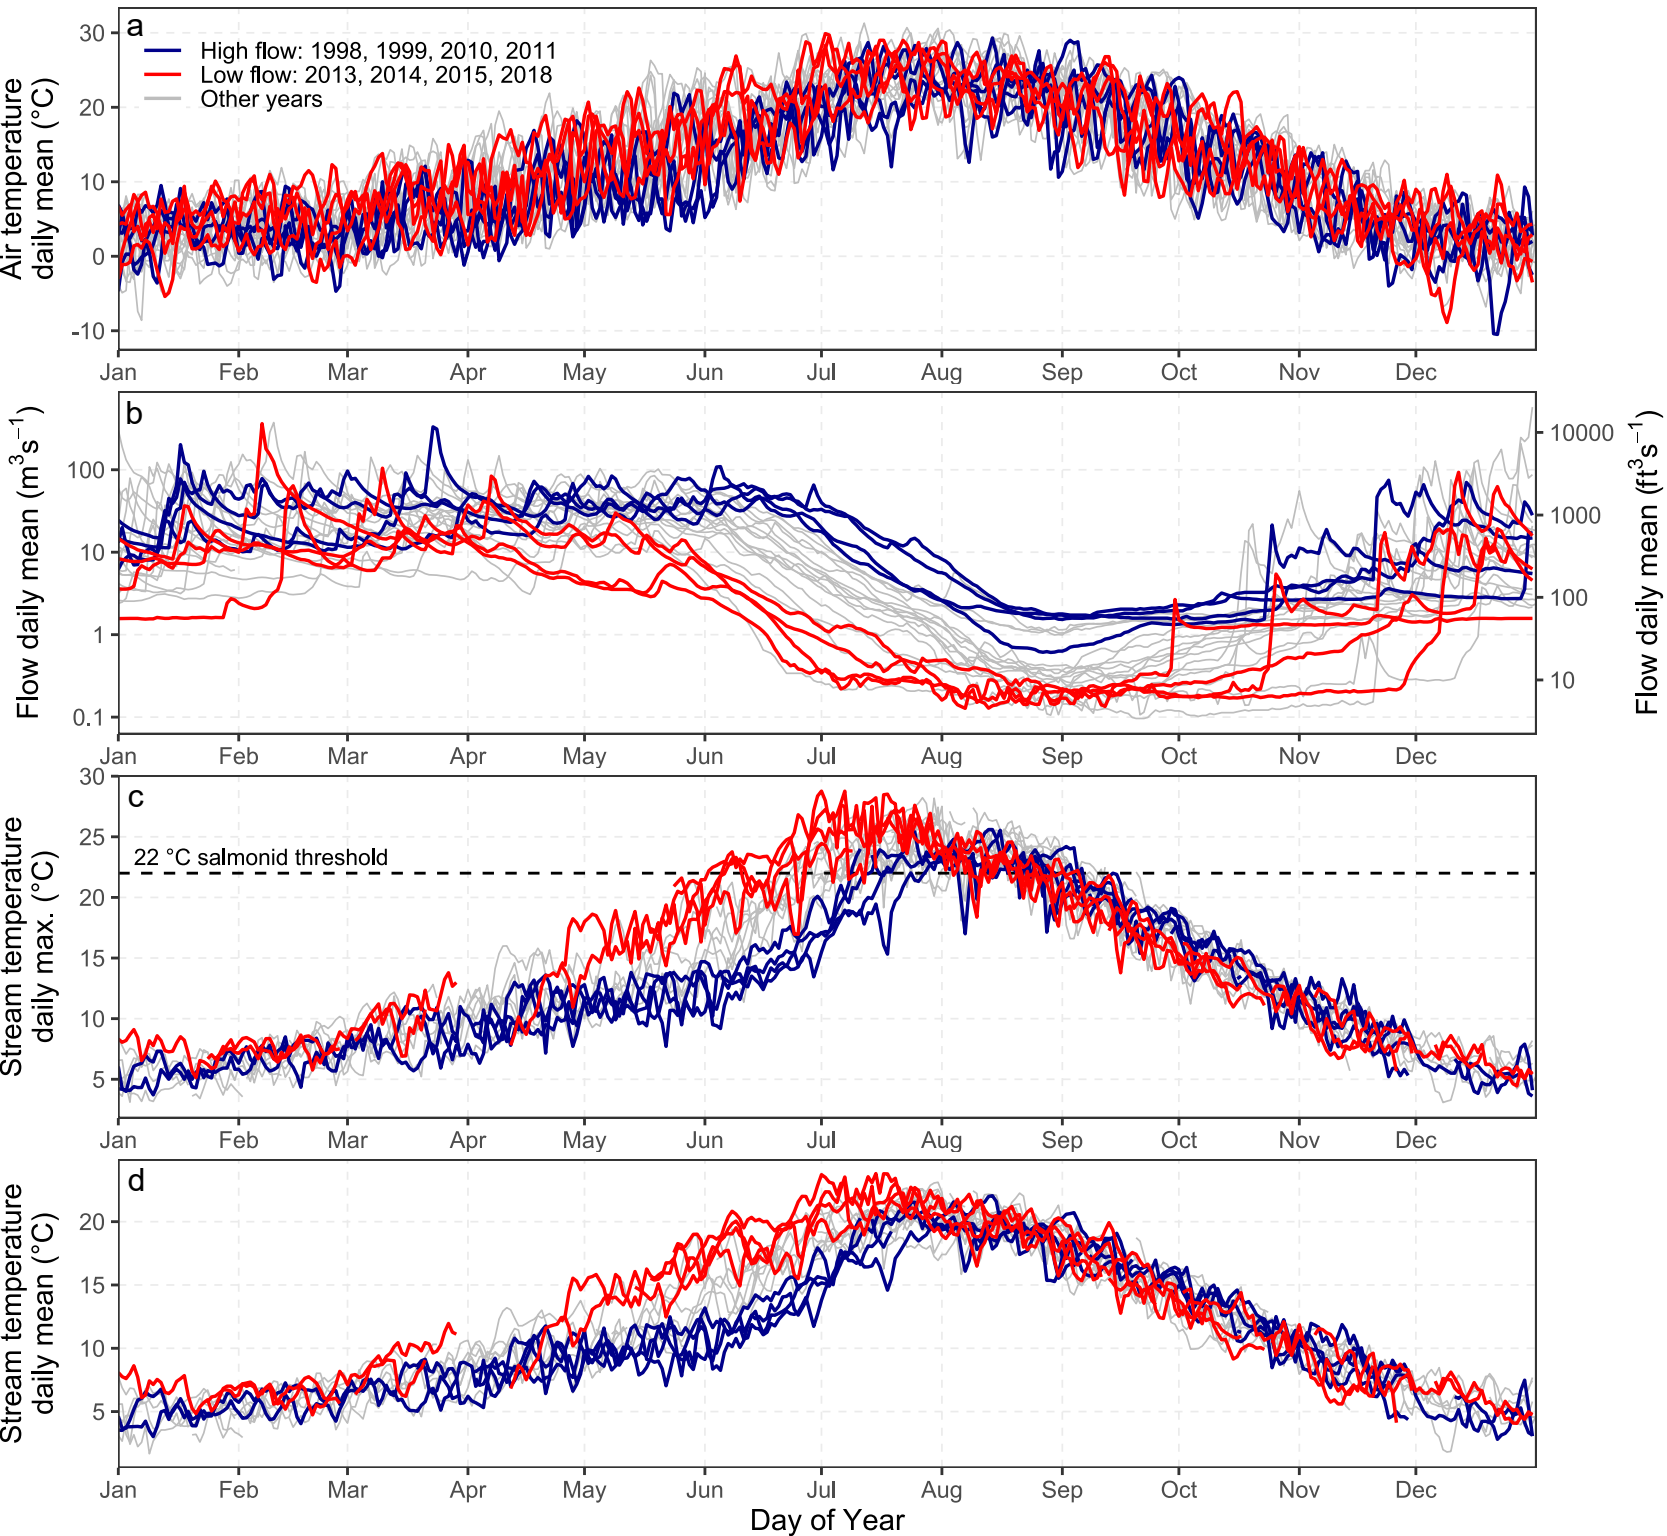 a
High flow: 1998, 1999, 2010, 2011
Low flow: 2013, 2014, 2015, 2018
Other years
Air temperature
daily mean (°C)
30
20
10
0
-10
Jan Feb Mar Apr May Jun Jul Aug Sep Oct Nov Dec
b
Flow daily mean (m³s⁻¹)
100
10
1
0.1
10000
1000
100
10
Flow daily mean (ft³s⁻¹)
Jan Feb Mar Apr May Jun Jul Aug Sep Oct Nov Dec
c
22 °C salmonid threshold
Stream temperature
daily max. (°C)
30
25
20
15
10
5
Jan Feb Mar Apr May Jun Jul Aug Sep Oct Nov Dec
d
Stream temperature
daily mean (°C)
20
15
10
5
Jan Feb Mar Apr May Jun Jul Aug Sep Oct Nov Dec
Day of Year